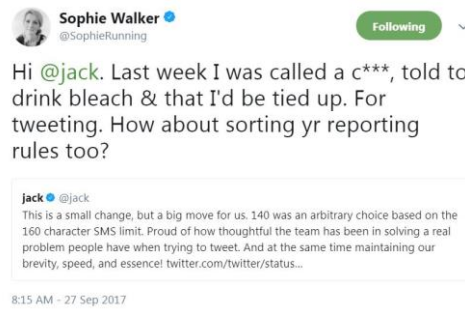 Sophie Walker
@SophieRunning
Following
Hi @jack. Last week I was called a c***, told to
drink bleach & that I'd be tied up. For
tweeting. How about sorting yr reporting
rules too?
jack @jack
This is a small change, but a big move for us. 140 was an arbitrary choice based on the
160 character SMS limit. Proud of how thoughtful the team has been in solving a real
problem people have when trying to tweet. And at the same time maintaining our
brevity, speed, and essence! twitter.com/twitter/status...
8:15 AM - 27 Sep 2017